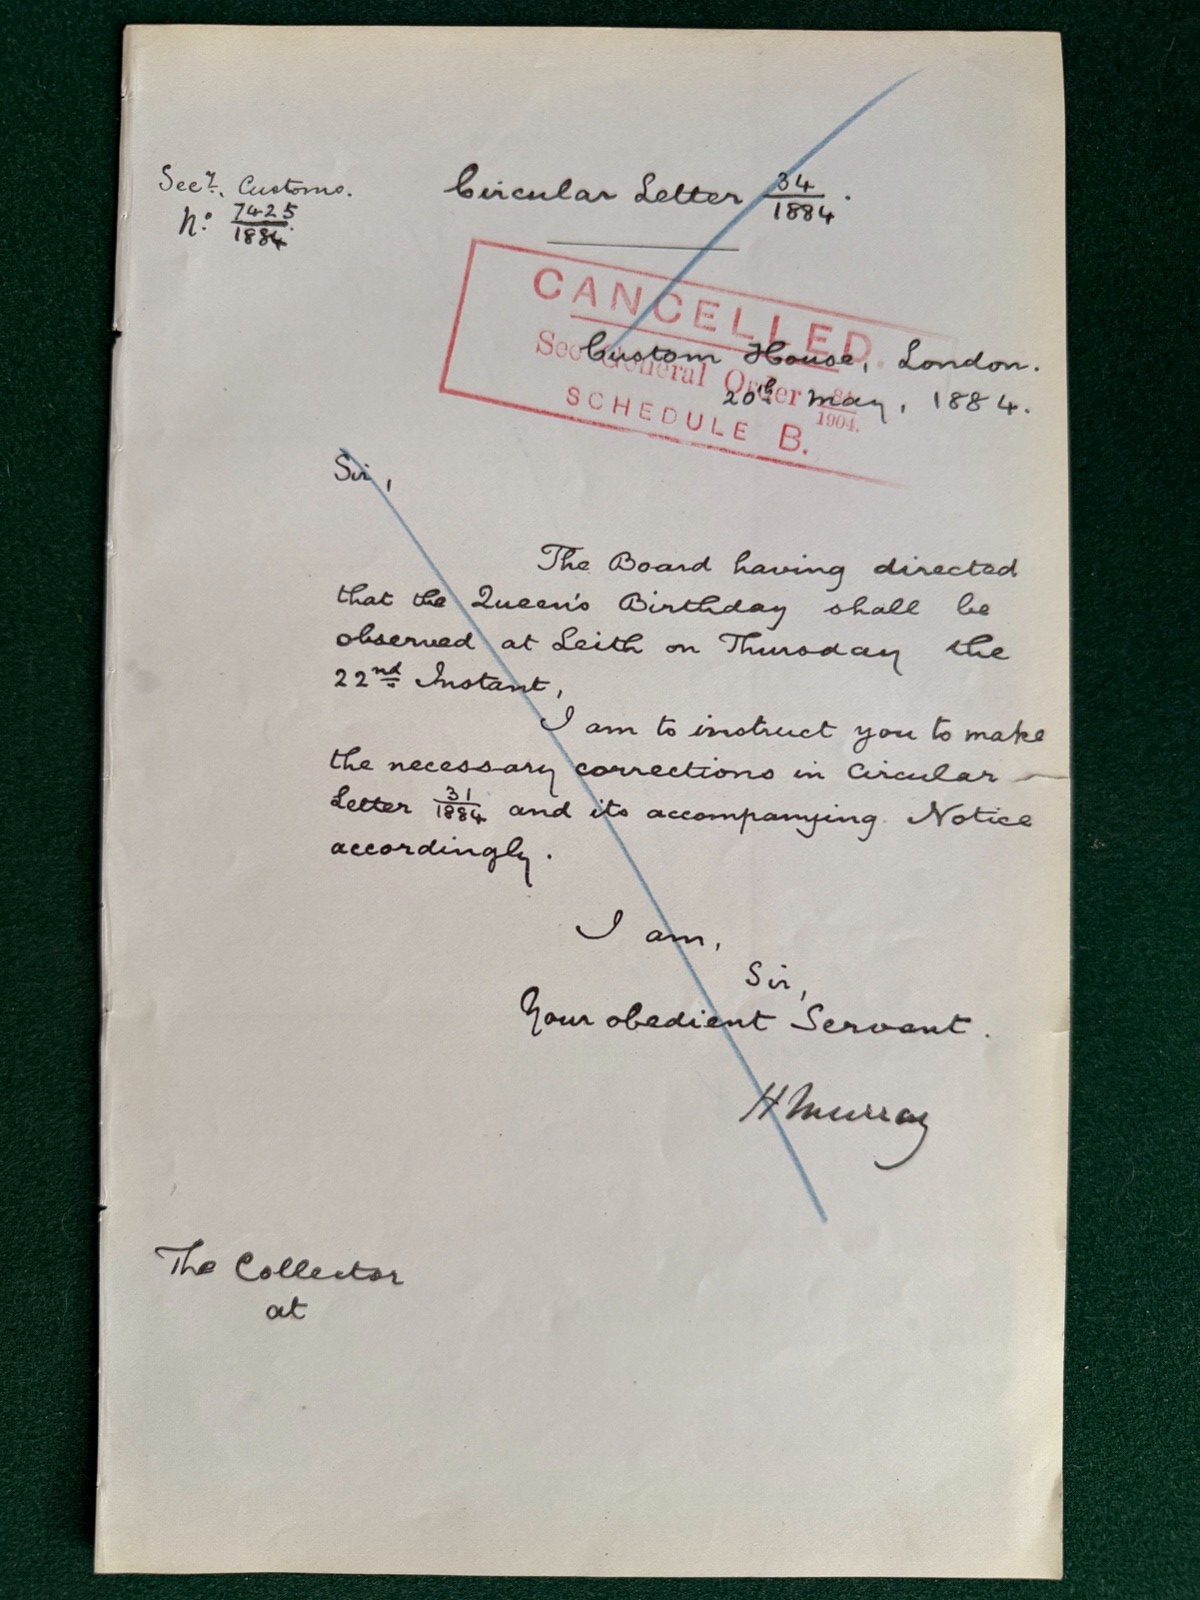 Secy. Customs.
No. 7425/1884
Circular Letter 34/1884.
CANCELLED.
See General Order /1904.
SCHEDULE B.
Custom House, London.
20th May, 1884.
Sir,
The Board having directed
that the Queen's Birthday shall be
observed at Leith on Thursday the
22nd Instant,
I am to instruct you to make
the necessary corrections in Circular
Letter 31/1884 and its accompanying Notice
accordingly.
I am,
Sir,
Your obedient Servant.
H Murray
The Collector
at